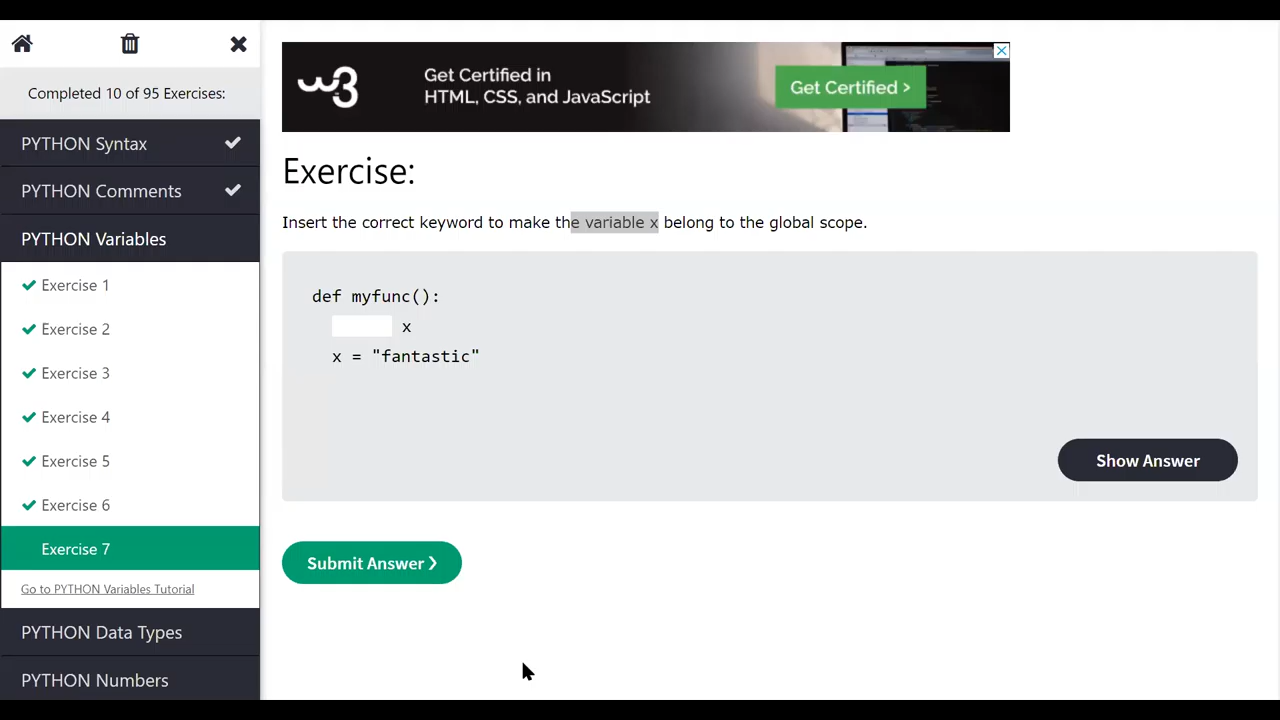 Completed 10 of 95 Exercises:
PYTHON Syntax
PYTHON Comments
PYTHON Variables
Exercise 1
Exercise 2
Exercise 3
Exercise 4
Exercise 5
Exercise 6
Exercise 7
Go to PYTHON Variables Tutorial
PYTHON Data Types
PYTHON Numbers
w3
Get Certified in
HTML, CSS, and JavaScript
Get Certified >
Exercise:
Insert the correct keyword to make the variable x belong to the global scope.
def myfunc():
x
x = "fantastic"
Show Answer
Submit Answer ❯